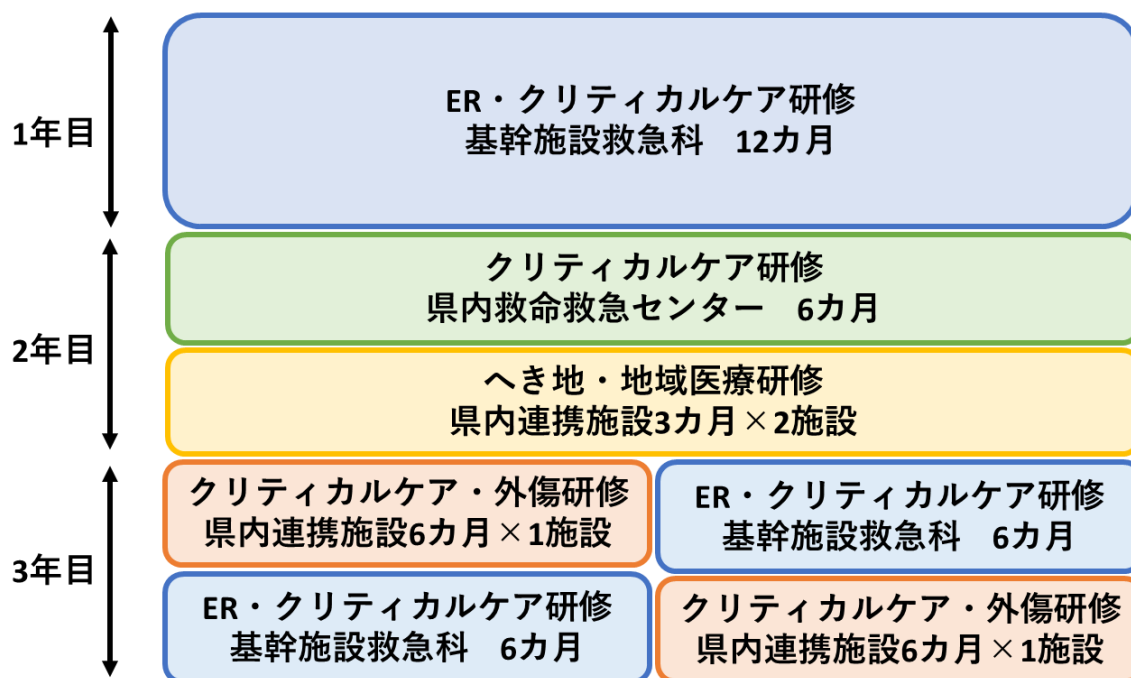 1年目
ER・クリティカルケア研修
基幹施設救急科　12カ月
2年目
クリティカルケア研修
県内救命救急センター　6カ月
へき地・地域医療研修
県内連携施設3カ月×2施設
3年目
クリティカルケア・外傷研修
県内連携施設6カ月×1施設
ER・クリティカルケア研修
基幹施設救急科　6カ月
ER・クリティカルケア研修
基幹施設救急科　6カ月
クリティカルケア・外傷研修
県内連携施設6カ月×1施設